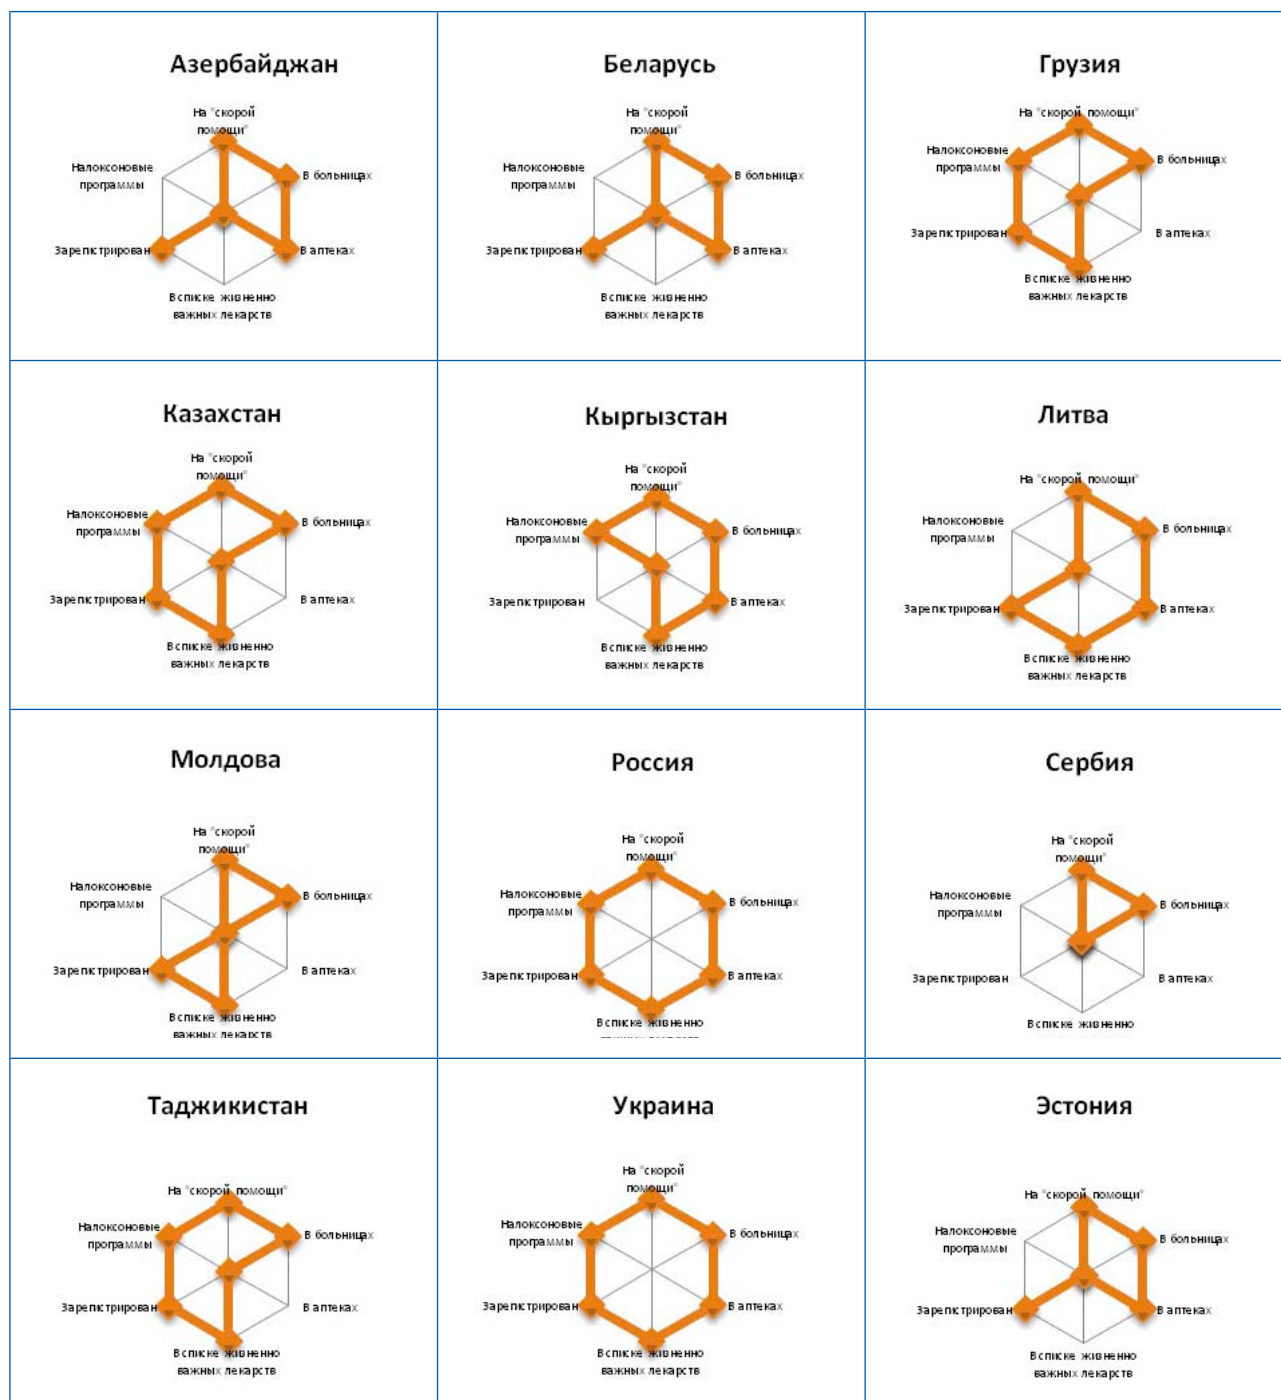 Азербайджан
На "скорой
помощи"
Налоксоновые
программы
В больницах
Зарегистрирован
В аптеках
В списке жизненно
важных лекарств
Беларусь
На "скорой
помощи"
Налоксоновые
программы
В больницах
Зарегистрирован
В аптеках
В списке жизненно
важных лекарств
Грузия
На "скорой помощи"
Налоксоновые
программы
В больницах
Зарегистрирован
В аптеках
В списке жизненно
важных лекарств
Казахстан
На "скорой
помощи"
Налоксоновые
программы
В больницах
Зарегистрирован
В аптеках
В списке жизненно
важных лекарств
Кыргызстан
На "скорой
помощи"
Налоксоновые
программы
В больницах
Зарегистрирован
В аптеках
В списке жизненно
важных лекарств
Литва
На "скорой помощи"
Налоксоновые
программы
В больницах
Зарегистрирован
В аптеках
В списке жизненно
важных лекарств
Молдова
На "скорой
помощи"
Налоксоновые
программы
В больницах
Зарегистрирован
В аптеках
В списке жизненно
важных лекарств
Россия
На "скорой
помощи"
Налоксоновые
программы
В больницах
Зарегистрирован
В аптеках
В списке жизненно
Сербия
На "скорой
помощи"
Налоксоновые
программы
В больницах
Зарегистрирован
В аптеках
В списке жизненно
Таджикистан
На "скорой помощи"
Налоксоновые
программы
В больницах
Зарегистрирован
В аптеках
В списке жизненно
важных лекарств
Украина
На "скорой
помощи"
Налоксоновые
программы
В больницах
Зарегистрирован
В аптеках
В списке жизненно
важных лекарств
Эстония
На "скорой помощи"
Налоксоновые
программы
В больницах
Зарегистрирован
В аптеках
В списке жизненно
важных лекарств